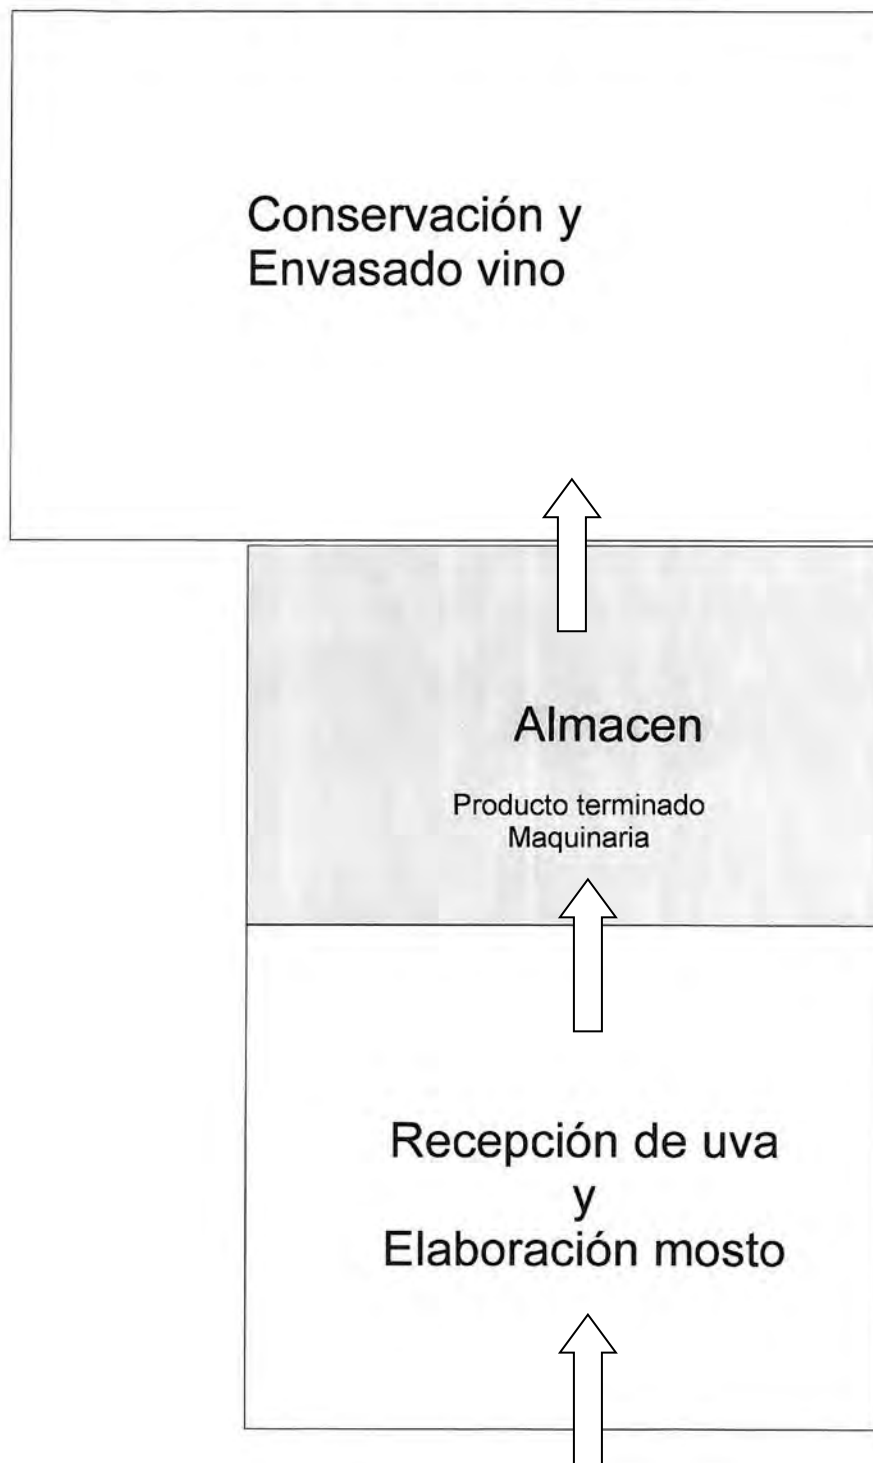 Conservación y
Envasado vino
Almacen
Producto terminado
Maquinaria
Recepción de uva
y
Elaboración mosto